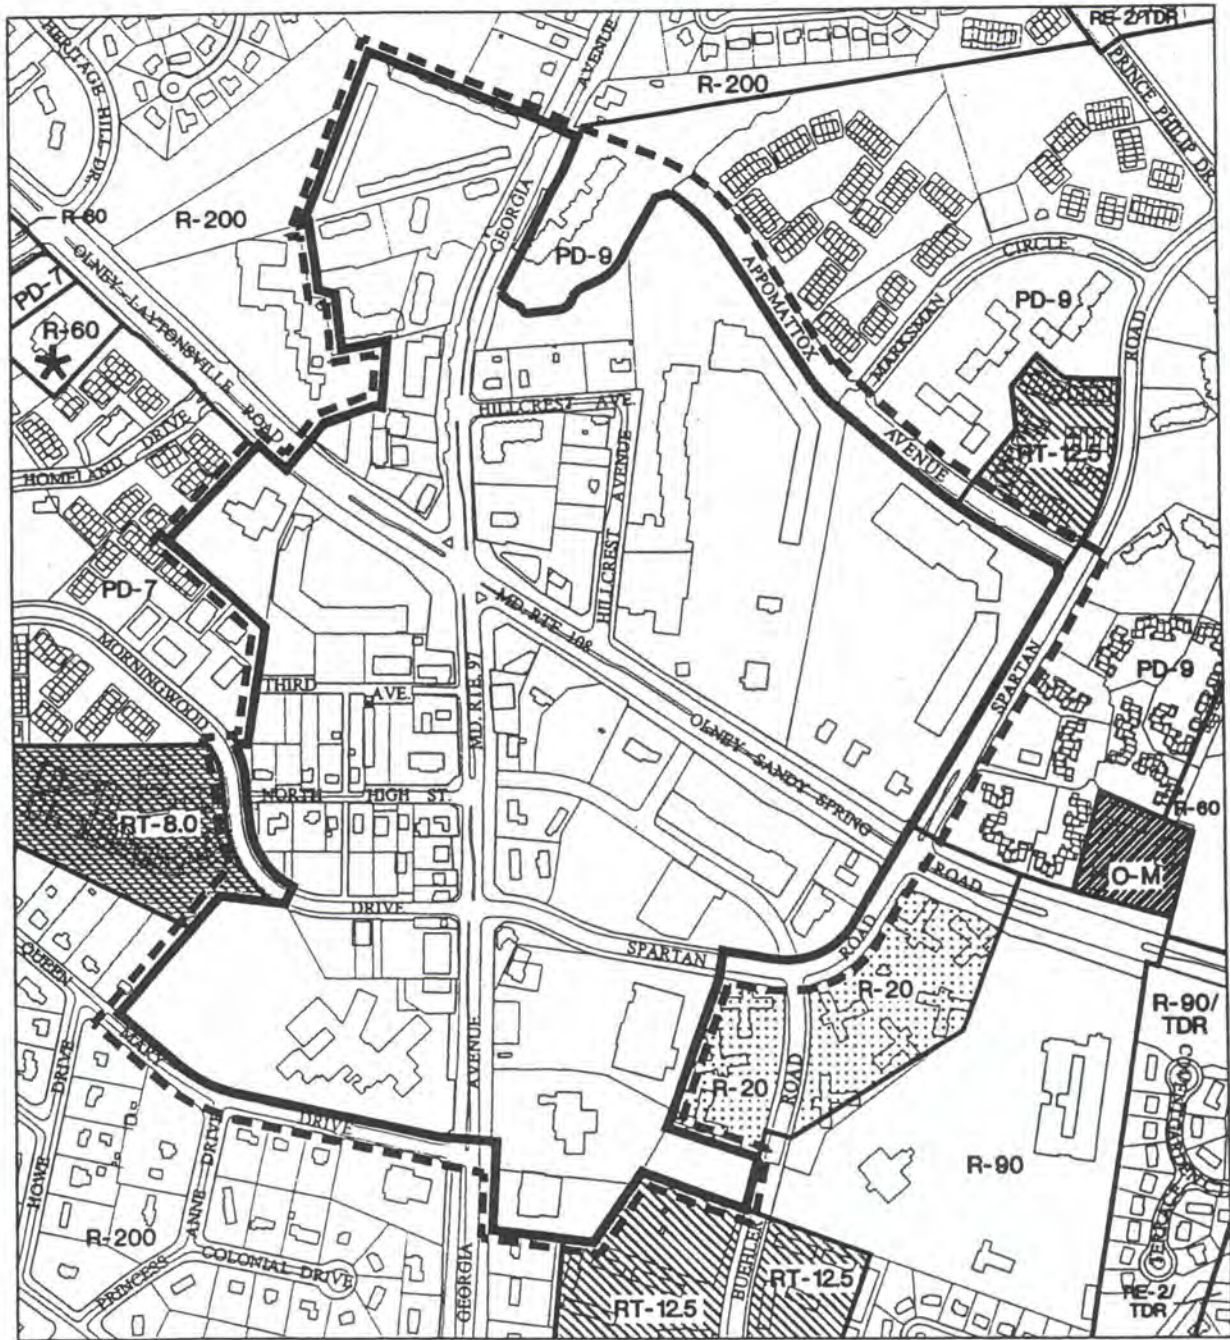 RE-2/TDR
HERITAGE HILL DR.
AVENUE
PRINCE PHILIP DR.
R-200
R-60
R-200
GEORGIA
PD-9
CIRCLE
OLNEY-LAYTONSVILLE ROAD
PD-7
R-60
APPOMATTOX
MARKSMAN
PD-9
ROAD
HILLCREST AVE.
HOMELAND DRIVE
HILLCREST AVENUE
AVENUE
RT-12.5
PD-7
MD. RTE 108
MORNINGWOOD
THIRD AVE.
MD. RTE. 97
SPARTAN
PD-9
OLNEY-SANDY SPRING
NORTH HIGH ST.
RT-8.0
R-60
O-M
ROAD
DRIVE
SPARTAN
ROAD
QUEEN
R-20
R-90/
TDR
MARY
DRIVE
AVENUE
R-20
ROAD
DRIVE
R-90
HOWE
ANNE DRIVE
R-200
COLONIAL DRIVE
PRINCESS
GEORGIA
BUEHLER
RT-12.5
RT-12.5
TERRACE
RE-2/
TDR